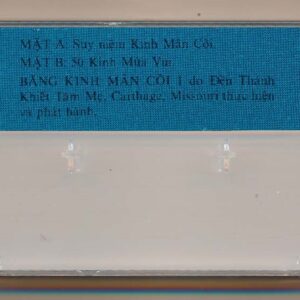 MẶT A: Suy niệm Kinh Mân Côi.
MẶT B: 50 Kinh Mùa Vui
BĂNG KINH MÂN CÔI 1 do Đền Thánh
Khiết Tâm Mẹ, Carthage, Missouri thực hiện
và phát hành.